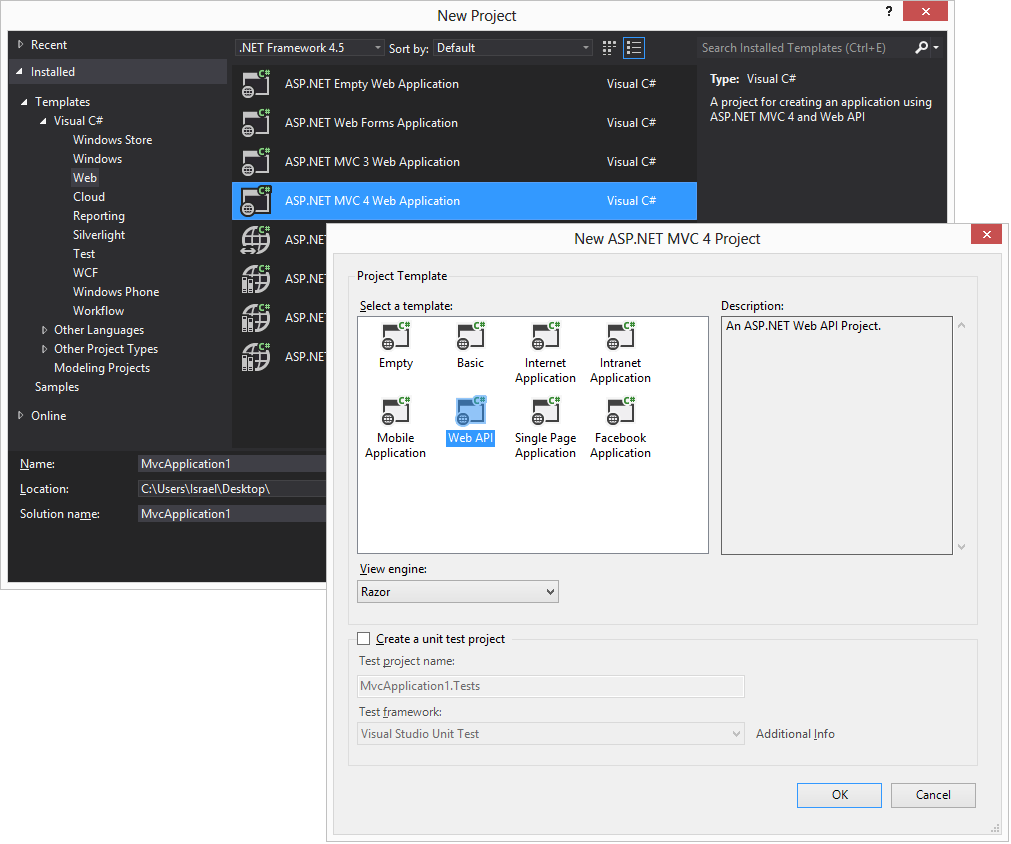 New Project
?
Recent
.NET Framework 4.5
Sort by:
Default
Search Installed Templates (Ctrl+E)
Installed
Templates
Visual C#
Windows Store
Windows
Web
Cloud
Reporting
Silverlight
Test
WCF
Windows Phone
Workflow
Other Languages
Other Project Types
Modeling Projects
Samples
Online
ASP.NET Empty Web Application Visual C#
ASP.NET Web Forms Application Visual C#
ASP.NET MVC 3 Web Application Visual C#
ASP.NET MVC 4 Web Application Visual C#
ASP.NE
ASP.NE
ASP.NE
ASP.NE
Type: Visual C#
A project for creating an application using
ASP.NET MVC 4 and Web API
Name: MvcApplication1
Location: C:\Users\Israel\Desktop\
Solution name: MvcApplication1
New ASP.NET MVC 4 Project
Project Template
Select a template:
Empty
Basic
Internet
Application
Intranet
Application
Mobile
Application
Web API
Single Page
Application
Facebook
Application
Description:
An ASP.NET Web API Project.
View engine:
Razor
Create a unit test project
Test project name:
MvcApplication1.Tests
Test framework:
Visual Studio Unit Test
Additional Info
OK
Cancel